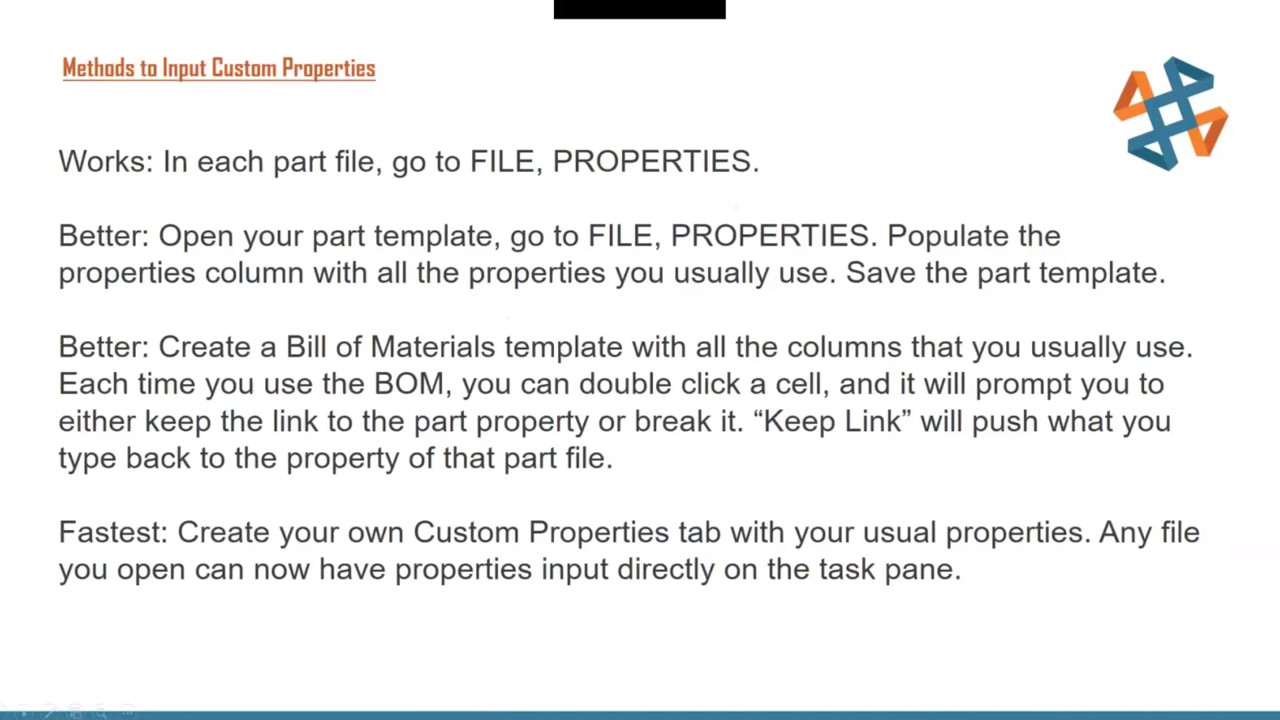 Methods to Input Custom Properties
Works: In each part file, go to FILE, PROPERTIES.
Better: Open your part template, go to FILE, PROPERTIES. Populate the
properties column with all the properties you usually use. Save the part template.
Better: Create a Bill of Materials template with all the columns that you usually use.
Each time you use the BOM, you can double click a cell, and it will prompt you to
either keep the link to the part property or break it. “Keep Link” will push what you
type back to the property of that part file.
Fastest: Create your own Custom Properties tab with your usual properties. Any file
you open can now have properties input directly on the task pane.